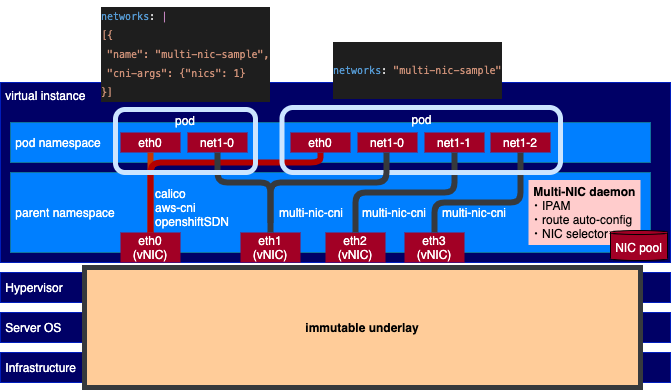 networks: |
[{
"name": "multi-nic-sample",
"cni-args": {"nics": 1}
}]
networks: "multi-nic-sample"
virtual instance
pod
pod
pod namespace
eth0
net1-0
eth0
net1-0
net1-1
net1-2
parent namespace
calico
aws-cni
openshiftSDN
multi-nic-cni
multi-nic-cni
multi-nic-cni
Multi-NIC daemon
・IPAM
・route auto-config
・NIC selector
NIC pool
eth0
(vNIC)
eth1
(vNIC)
eth2
(vNIC)
eth3
(vNIC)
Hypervisor
Server OS
Infrastructure
immutable underlay